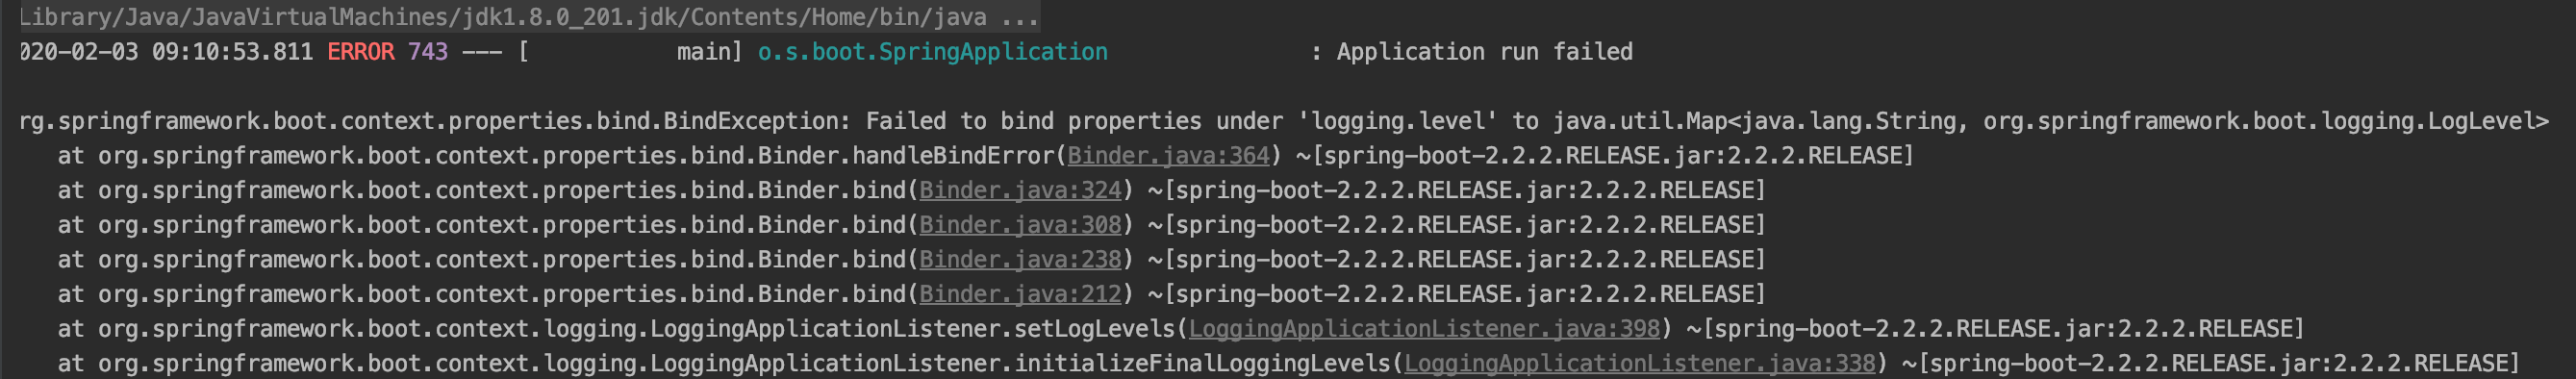 Library/Java/JavaVirtualMachines/jdk1.8.0_201.jdk/Contents/Home/bin/java ...
020-02-03 09:10:53.811 ERROR 743 --- [           main] o.s.boot.SpringApplication               : Application run failed
rg.springframework.boot.context.properties.bind.BindException: Failed to bind properties under 'logging.level' to java.util.Map<java.lang.String, org.springframework.boot.logging.LogLevel>
at org.springframework.boot.context.properties.bind.Binder.handleBindError(Binder.java:364) ~[spring-boot-2.2.2.RELEASE.jar:2.2.2.RELEASE]
at org.springframework.boot.context.properties.bind.Binder.bind(Binder.java:324) ~[spring-boot-2.2.2.RELEASE.jar:2.2.2.RELEASE]
at org.springframework.boot.context.properties.bind.Binder.bind(Binder.java:308) ~[spring-boot-2.2.2.RELEASE.jar:2.2.2.RELEASE]
at org.springframework.boot.context.properties.bind.Binder.bind(Binder.java:238) ~[spring-boot-2.2.2.RELEASE.jar:2.2.2.RELEASE]
at org.springframework.boot.context.properties.bind.Binder.bind(Binder.java:212) ~[spring-boot-2.2.2.RELEASE.jar:2.2.2.RELEASE]
at org.springframework.boot.context.logging.LoggingApplicationListener.setLogLevels(LoggingApplicationListener.java:398) ~[spring-boot-2.2.2.RELEASE.jar:2.2.2.RELEASE]
at org.springframework.boot.context.logging.LoggingApplicationListener.initializeFinalLoggingLevels(LoggingApplicationListener.java:338) ~[spring-boot-2.2.2.RELEASE.jar:2.2.2.RELEASE]